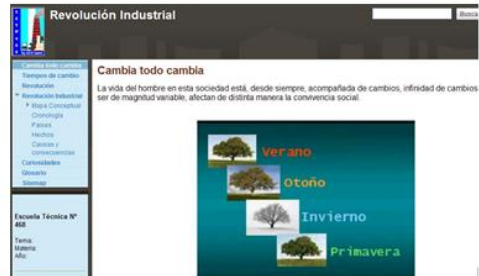 Revolución Industrial
Busca
Cambia todo cambia
Tiempos de cambio
Revolución
Revolución Industrial
Mapa Conceptual
Cronología
Países
Hechos
Causas y
consecuencias
Curiosidades
Glosario
Sitemap
Escuela Técnica Nº
468
Tema:
Materia:
Año:
Cambia todo cambia
La vida del hombre en esta sociedad está, desde siempre, acompañada de cambios, infinidad de cambios
ser de magnitud variable, afectan de distinta manera la convivencia social.
Verano
Otoño
Invierno
Primavera